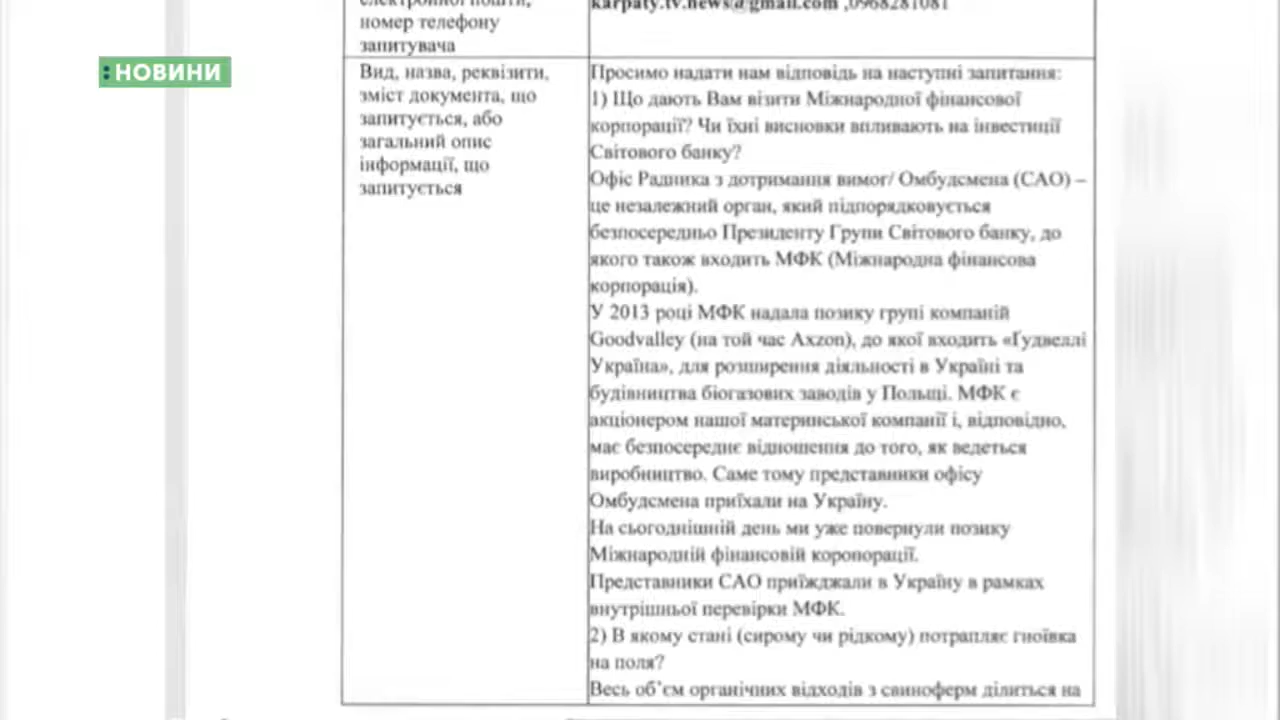 електронної пошти,
номер телефону
запитувача
karpaty.tv.news@gmail.com ,0968281081
:НОВИНИ
Вид, назва, реквізити,
зміст документа, що
запитується, або
загальний опис
інформації, що
запитується
Просимо надати нам відповідь на наступні запитання:
1) Що дають Вам візити Міжнародної фінансової
корпорації? Чи їхні висновки впливають на інвестиції
Світового банку?
Офіс Радника з дотримання вимог/ Омбудсмена (САО) –
це незалежний орган, який підпорядковується
безпосередньо Президенту Групи Світового банку, до
якого також входить МФК (Міжнародна фінансова
корпорація).
У 2013 році МФК надала позику групі компаній
Goodvalley (на той час Axzon), до якої входить «Ґудвеллі
Україна», для розширення діяльності в Україні та
будівництва біогазових заводів у Польщі. МФК є
акціонером нашої материнської компанії і, відповідно,
має безпосереднє відношення до того, як ведеться
виробництво. Саме тому представники офісу
Омбудсмена приїхали на Україну.
На сьогоднішній день ми уже повернули позику
Міжнародній фінансовій коропорації.
Представники САО приїжджали в Україну в рамках
внутрішньої перевірки МФК.
2) В якому стані (сирому чи рідкому) потрапляє гноївка
на поля?
Весь об’єм органічних відходів з свиноферм ділиться на